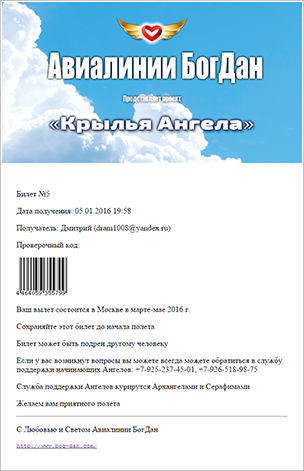 Авиалинии БогДан
Представляет проект
«Крылья Ангела»
Билет №5
Дата получения: 05.01.2016 19:58
Получатель: Дмитрий (dram1008@yandex.ru)
Проверочный код:
4 464059 355799
Ваш вылет состоится в Москве в марте-мае 2016 г.
Сохраняйте этот билет до начала полета
Билет может быть подрен другому человеку
Если у вас возникнут вопросы вы можете всегда можете обратиться в службу
поддержки начинающих Ангелов: +7-925-237-45-01, +7-926-518-98-75
Служба поддержки Ангелов курируется Архангелами и Серафимами
Желаем вам приятного полета
С Любовью и Светом Авиалинии БогДан
http://www.bog-dan.com/